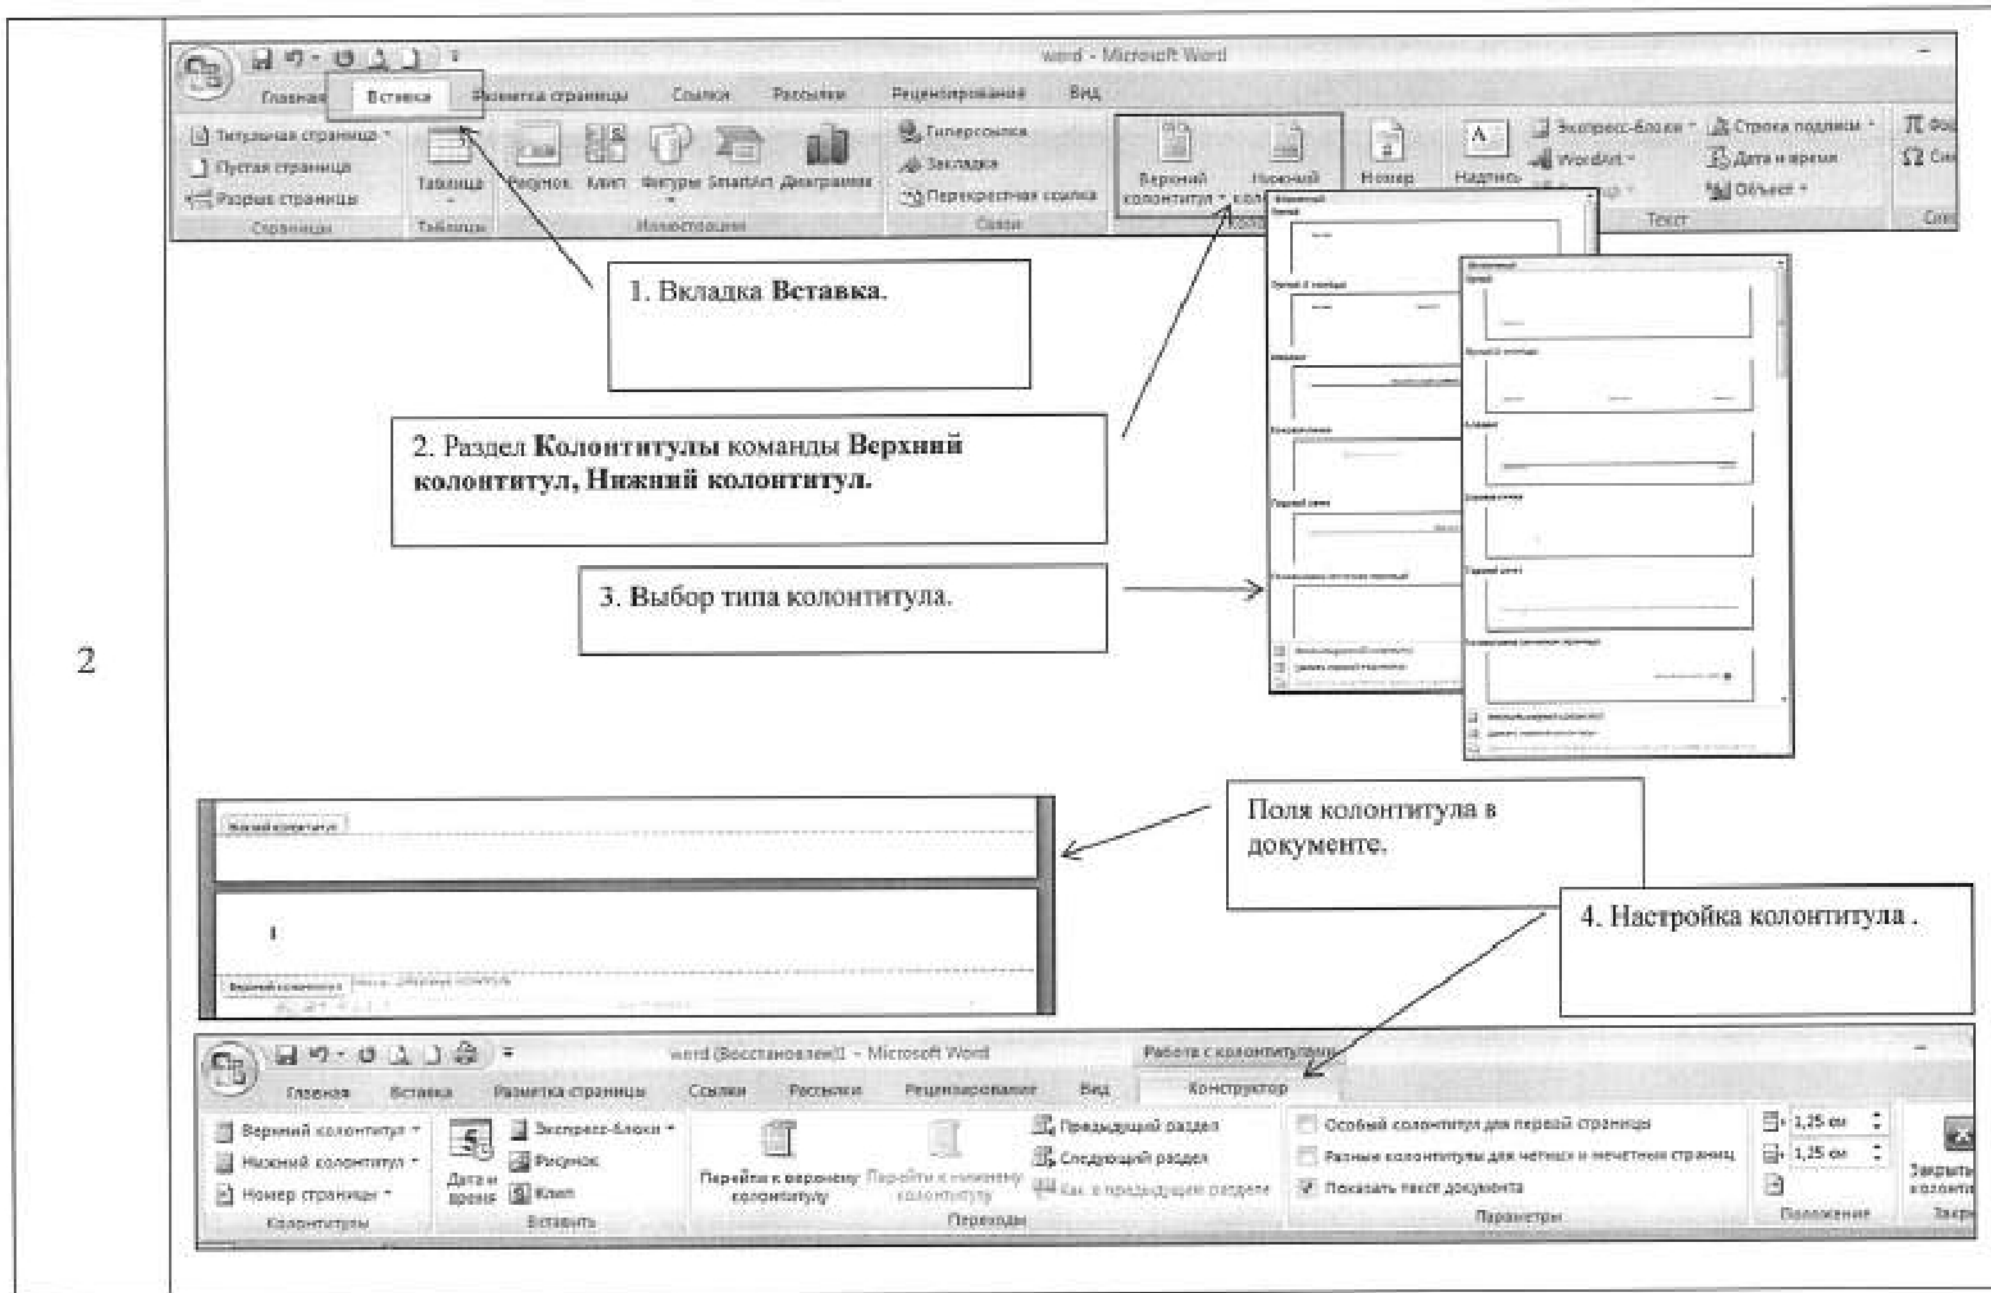 2
word - Microsoft Word
Главная Вставка Разметка страницы Ссылки Рассылки Рецензирование Вид
Титульная страница
Пустая страница
Разрыв страницы
Страницы
Таблица
Таблицы
Рисунок Клип Фигуры SmartArt Диаграмма
Иллюстрации
Гиперссылка
Закладка
Перекрестная ссылка
Связи
Верхний
колонтитул
Нижний
Номер
Надпись
Экспресс-блоки
WordArt
Строка подписи
Дата и время
Объект
Текст
1. Вкладка Вставка.
2. Раздел Колонтитулы команды Верхний
колонтитул, Нижний колонтитул.
3. Выбор типа колонтитула.
Поля колонтитула в
документе.
4. Настройка колонтитула .
Нижний колонтитул
1
Верхний колонтитул
word (Восстановлен)1 - Microsoft Word
Работа с колонтитулами
Главная Вставка Разметка страницы Ссылки Рассылки Рецензирование Вид Конструктор
Верхний колонтитул
Нижний колонтитул
Номер страницы
Колонтитулы
Дата и
время
Экспресс-блоки
Рисунок
Клип
Вставить
Перейти к верхнему
колонтитулу
Перейти к нижнему
колонтитулу
Предыдущий раздел
Следующий раздел
Как в предыдущем разделе
Переходы
Особый колонтитул для первой страницы
Разные колонтитулы для четных и нечетных страниц
Показать текст документа
Параметры
1,25 см
1,25 см
Положение